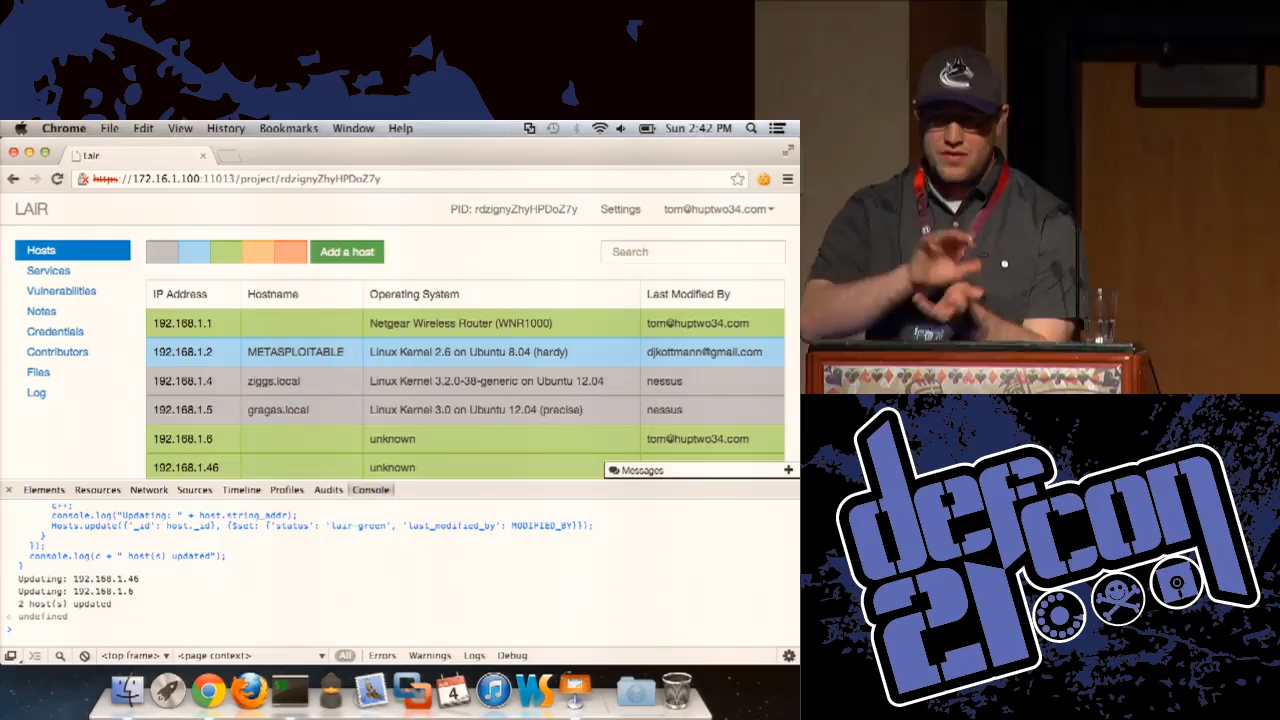 Chrome File Edit View History Bookmarks Window Help Sun 2:42 PM
Lair
https://172.16.1.100:11013/project/rdzignyZhyHPDoZ7y
LAIR PID: rdzignyZhyHPDoZ7y Settings tom@huptwo34.com
Hosts
Services
Vulnerabilities
Notes
Credentials
Contributors
Files
Log
Add a host Search
IP Address Hostname Operating System Last Modified By
192.168.1.1 Netgear Wireless Router (WNR1000) tom@huptwo34.com
192.168.1.2 METASPLOITABLE Linux Kernel 2.6 on Ubuntu 8.04 (hardy) djkottmann@gmail.com
192.168.1.4 ziggs.local Linux Kernel 3.2.0-38-generic on Ubuntu 12.04 nessus
192.168.1.5 gragas.local Linux Kernel 3.0 on Ubuntu 12.04 (precise) nessus
192.168.1.6 unknown tom@huptwo34.com
192.168.1.46 unknown
Messages +
× Elements Resources Network Sources Timeline Profiles Audits Console
c++;
console.log("Updating: " + host.string_addr);
Hosts.update({'_id': host._id}, {$set: {'status': 'lair-green', 'last_modified_by': MODIFIED_BY}});
}
});
console.log(c + " host(s) updated");
}
Updating: 192.168.1.46
Updating: 192.168.1.6
2 host(s) updated
< undefined
>
<top frame> <page context> All Errors Warnings Logs Debug
4
WS
defcon
21